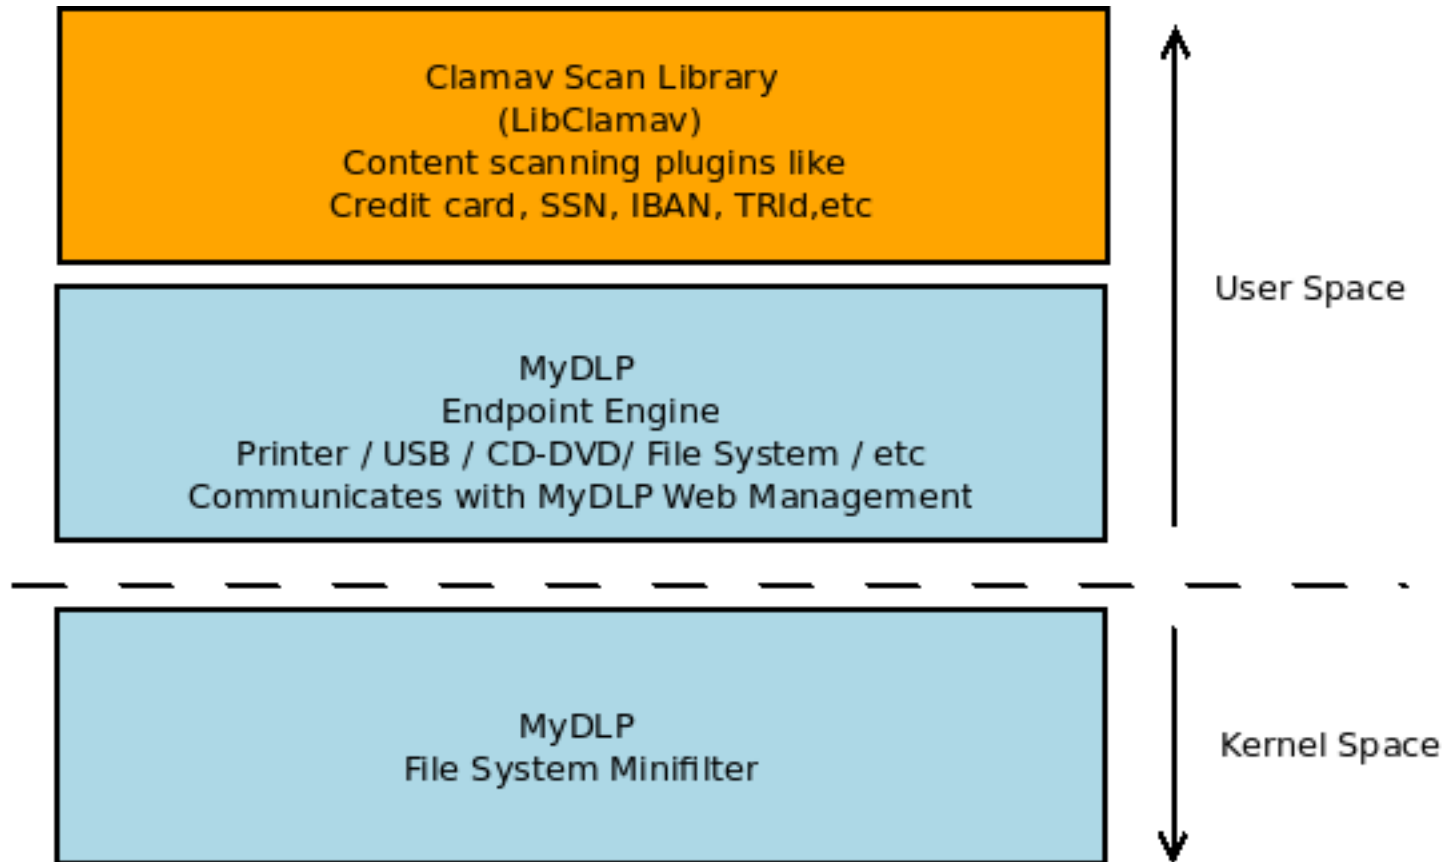 Clamav Scan Library
(LibClamav)
Content scanning plugins like
Credit card, SSN, IBAN, TRId,etc
User Space
MyDLP
Endpoint Engine
Printer / USB / CD-DVD/ File System / etc
Communicates with MyDLP Web Management
MyDLP
File System Minifilter
Kernel Space